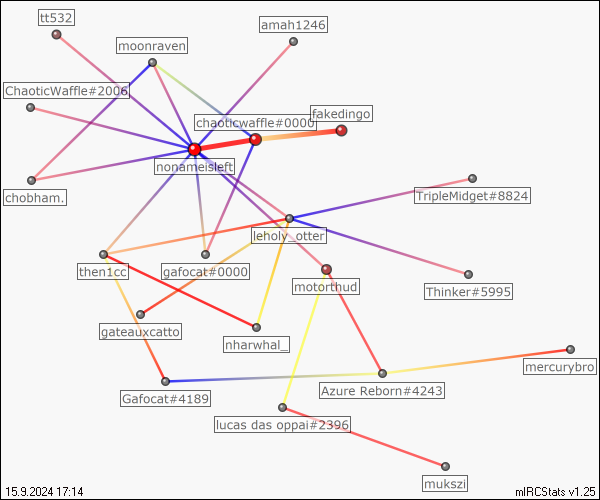 tt532
amah1246
moonraven
ChaoticWaffle#2006
fakedingo
chaoticwaffle#0000
nonameisleft
chobham.
TripleMidget#8824
leholy_otter
then1cc
gafocat#0000
motorthud
Thinker#5995
gateauxcatto
nharwhal_
mercurybro
Azure Reborn#4243
Gafocat#4189
lucas das oppai#2396
mukszi
15.9.2024 17:14
mIRCStats v1.25